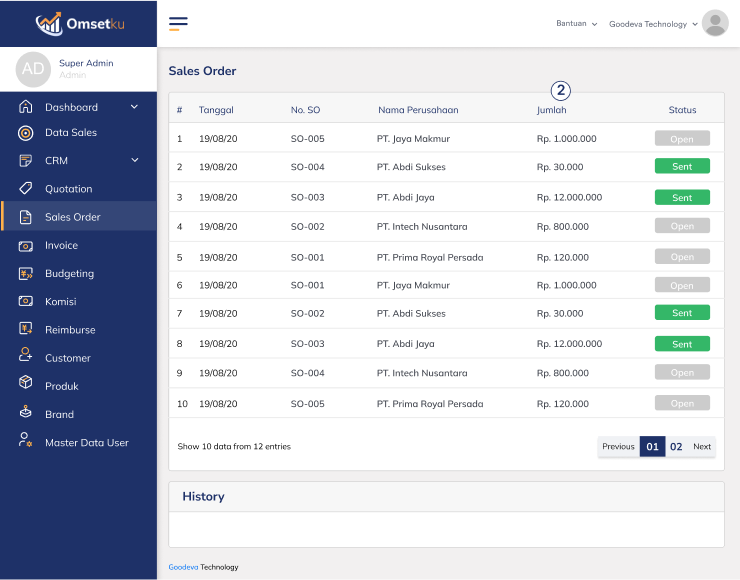 Omsetku
Bantuan
Goodeva Technology
AD
Super Admin
Admin
Dashboard
Data Sales
CRM
Quotation
Sales Order
Invoice
Budgeting
Komisi
Reimburse
Customer
Produk
Brand
Master Data User
Sales Order
2
# Tanggal No. SO Nama Perusahaan Jumlah Status
1 19/08/20 SO-005 PT. Jaya Makmur Rp. 1.000.000 Open
2 19/08/20 SO-004 PT. Abdi Sukses Rp. 30.000 Sent
3 19/08/20 SO-003 PT. Abdi Jaya Rp. 12.000.000 Sent
4 19/08/20 SO-002 PT. Intech Nusantara Rp. 800.000 Open
5 19/08/20 SO-001 PT. Prima Royal Persada Rp. 120.000 Open
6 19/08/20 SO-001 PT. Jaya Makmur Rp. 1.000.000 Open
7 19/08/20 SO-002 PT. Abdi Sukses Rp. 30.000 Sent
8 19/08/20 SO-003 PT. Abdi Jaya Rp. 12.000.000 Sent
9 19/08/20 SO-004 PT. Intech Nusantara Rp. 800.000 Open
10 19/08/20 SO-005 PT. Prima Royal Persada Rp. 120.000 Open
Show 10 data from 12 entries
Previous 01 02 Next
History
Goodeva Technology